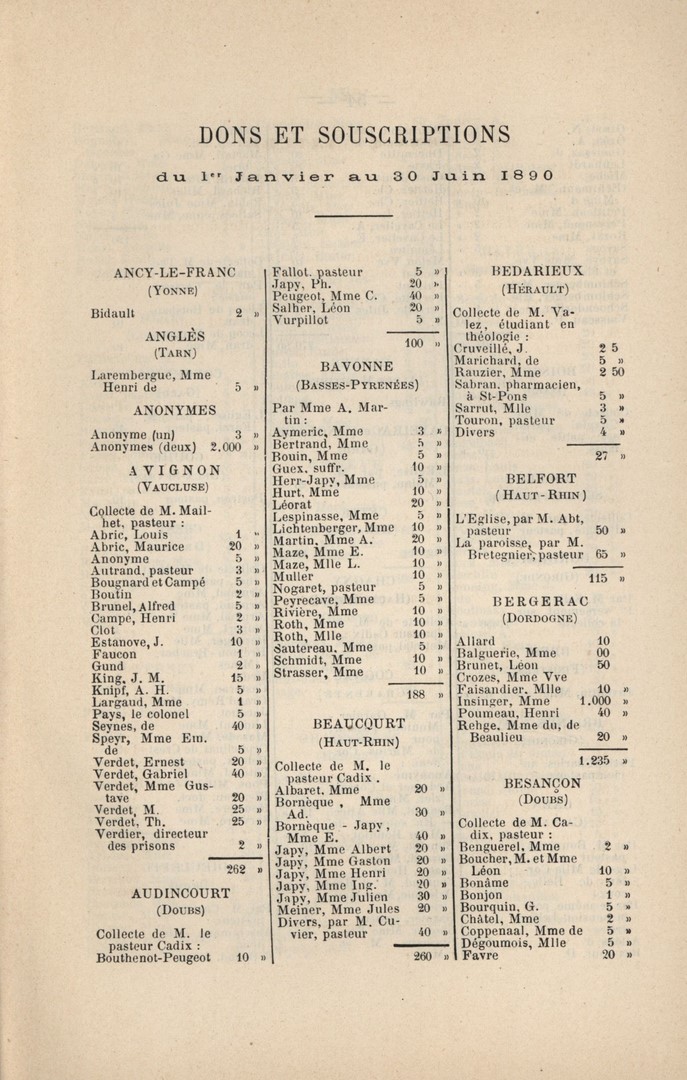 DONS ET SOUSCRIPTIONS
du 1er Janvier au 30 Juin 1890
ANCY-LE-FRANC
(YONNE)
Bidault 2 »
ANGLÈS
(TARN)
Larembergue, Mme
Henri de 5 »
ANONYMES
Anonyme (un) 3 »
Anonymes (deux) 2.000 »
AVIGNON
(VAUCLUSE)
Collecte de M. Mail-
het, pasteur :
Abric, Louis 1 »
Abric, Maurice 20 »
Anonyme 5 »
Autrand, pasteur 3 »
Bougnard et Campé 5 »
Boutin 2 »
Brunel, Alfred 5 »
Campe, Henri 2 »
Clot 3 »
Estanove, J. 10 »
Faucon 1 »
Gund 2 »
King, J. M. 15 »
Knipf, A. H. 5 »
Largaud, Mme 1 »
Pays, le colonel 5 »
Seynes, de 40 »
Speyr, Mme Em.
de 5 »
Verdet, Ernest 20 »
Verdet, Gabriel 40 »
Verdet, Mme Gus-
tave 20 »
Verdet, M. 25 »
Verdet, Th. 25 »
Verdier, directeur
des prisons 2 »
262 »
AUDINCOURT
(DOUBS)
Collecte de M. le
pasteur Cadix :
Bouthenot-Peugeot 10 »
Fallot, pasteur 5 »
Japy, Ph. 20 »
Peugeot, Mme C. 40 »
Salher, Léon 20 »
Vurpillot 5 »
100 »
BAVONNE
(BASSES-PYRENÉES)
Par Mme A. Mar-
tin :
Aymeric, Mme 3 »
Bertrand, Mme 5 »
Bouin, Mme 5 »
Guex, suffr. 10 »
Herr-Japy, Mme 5 »
Hurt, Mme 10 »
Léorat 20 »
Lespinasse, Mme 5 »
Lichtenberger, Mme 10 »
Martin, Mme A. 20 »
Maze, Mme E. 10 »
Maze, Mlle L. 10 »
Muller 10 »
Nogaret, pasteur 5 »
Peyrecave, Mme 5 »
Rivière, Mme 10 »
Roth, Mme 10 »
Roth, Mlle 10 »
Sautereau, Mme 5 »
Schmidt, Mme 10 »
Strasser, Mme 10 »
188 »
BEAUCOURT
(HAUT-RHIN)
Collecte de M. le
pasteur Cadix .
Albaret, Mme 20 »
Bornèque , Mme
Ad. 30 »
Bornèque - Japy,
Mme E. 40 »
Japy, Mme Albert 20 »
Japy, Mme Gaston 20 »
Japy, Mme Henri 20 »
Japy, Mme Ing. 20 »
Japy, Mme Julien 30 »
Meiner, Mme Jules 20 »
Divers, par M. Cu-
vier, pasteur 40 »
260 »
BEDARIEUX
(HÉRAULT)
Collecte de M. Va-
lez, étudiant en
théologie :
Cruveillé, J. 2 5
Marichard, de 5 »
Rauzier, Mme 2 50
Sabran, pharmacien,
à St-Pons 5 »
Sarrut, Mlle 3 »
Touron, pasteur 5 »
Divers 4 »
27 »
BELFORT
(HAUT-RHIN)
L'Eglise, par M. Abt,
pasteur 50 »
La paroisse, par M.
Bretegnier, pasteur 65 »
115 »
BERGERAC
(DORDOGNE)
Allard 10
Balguerie, Mme 00
Brunet, Léon 50
Crozes, Mme Vve
Faisandier, Mlle 10 »
Insinger, Mme 1.000 »
Poumeau, Henri 40 »
Rehge, Mme du, de
Beaulieu 20 »
1.235 »
BESANÇON
(DOUBS)
Collecte de M. Ca-
dix, pasteur :
Benguerel, Mme 2 »
Boucher, M. et Mme
Léon 10 »
Bonâme 5 »
Bonjon 1 »
Bourquin, G. 5 »
Châtel, Mme 2 »
Coppenaal, Mme de 5 »
Dégoumois, Mlle 5 »
Favre 20 »